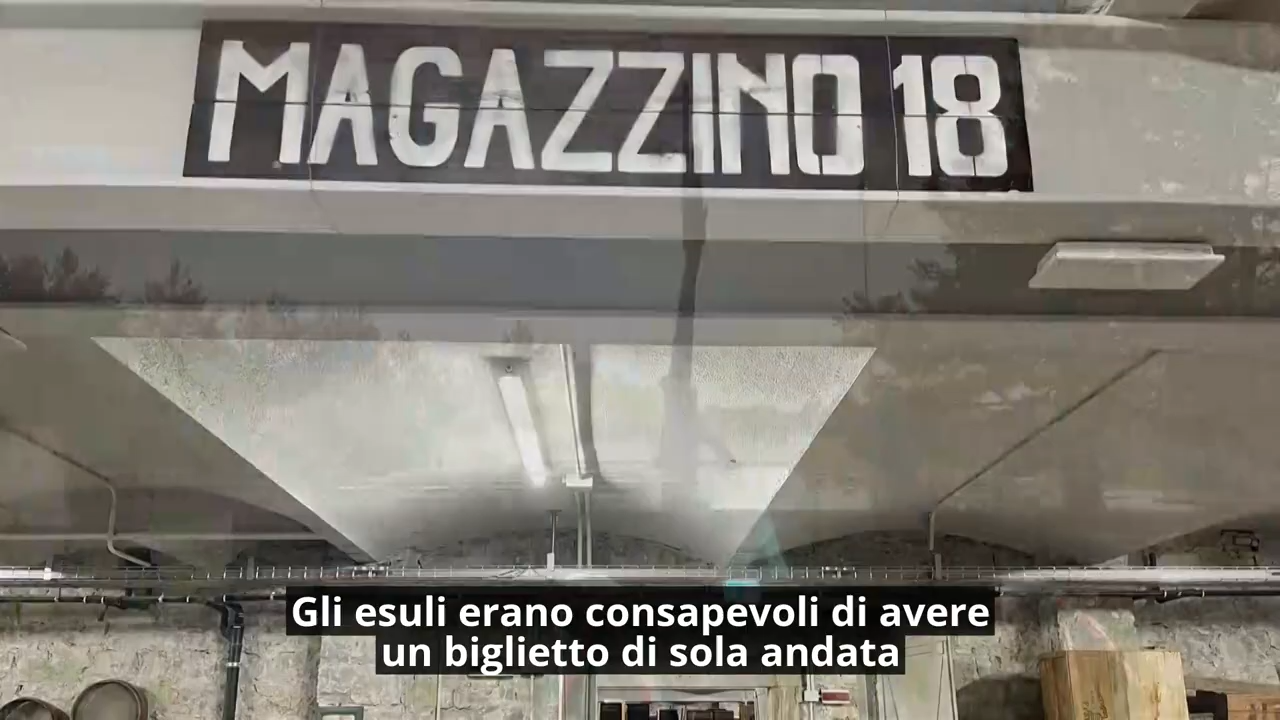 MAGAZZINO 18
Gli esuli erano consapevoli di avere
un biglietto di sola andata